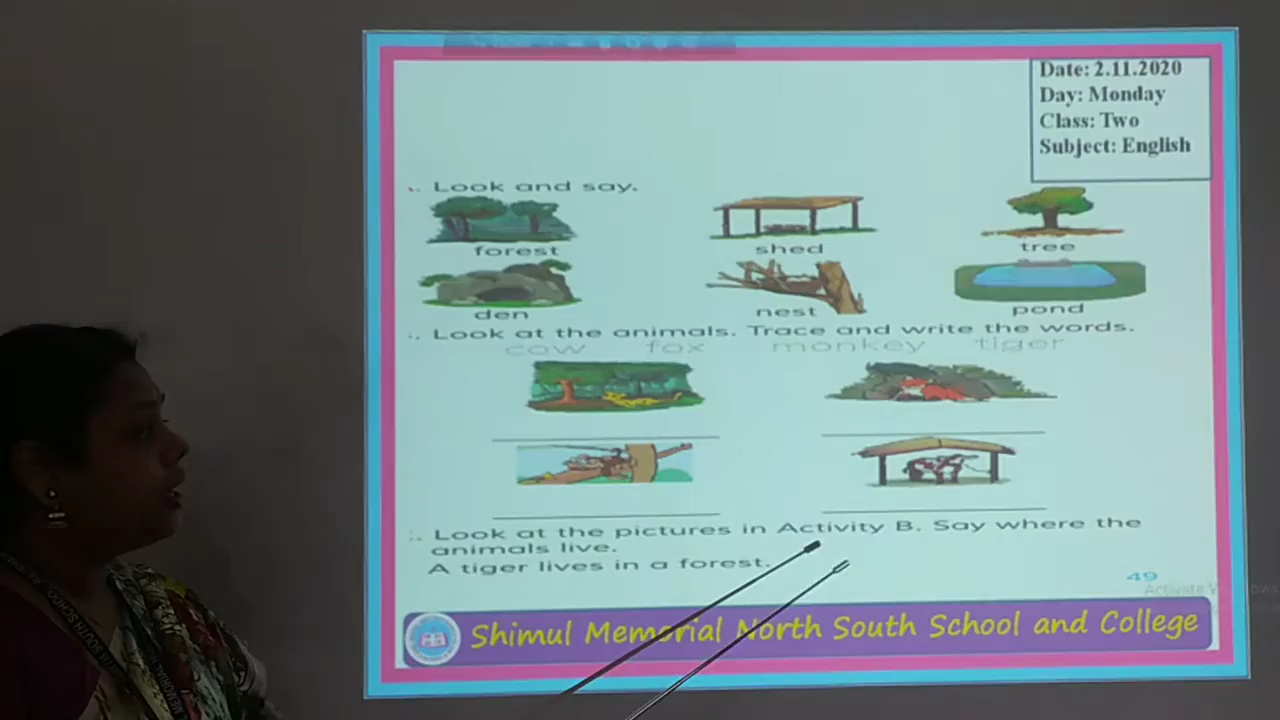 Date: 2.11.2020
Day: Monday
Class: Two
Subject: English
Look and say.
forest shed tree
den nest pond
Look at the animals. Trace and write the words.
cow fox monkey tiger
Look at the pictures in Activity B. Say where the
animals live.
A tiger lives in a forest.
49
Activate
Shimul Memorial North South School and College